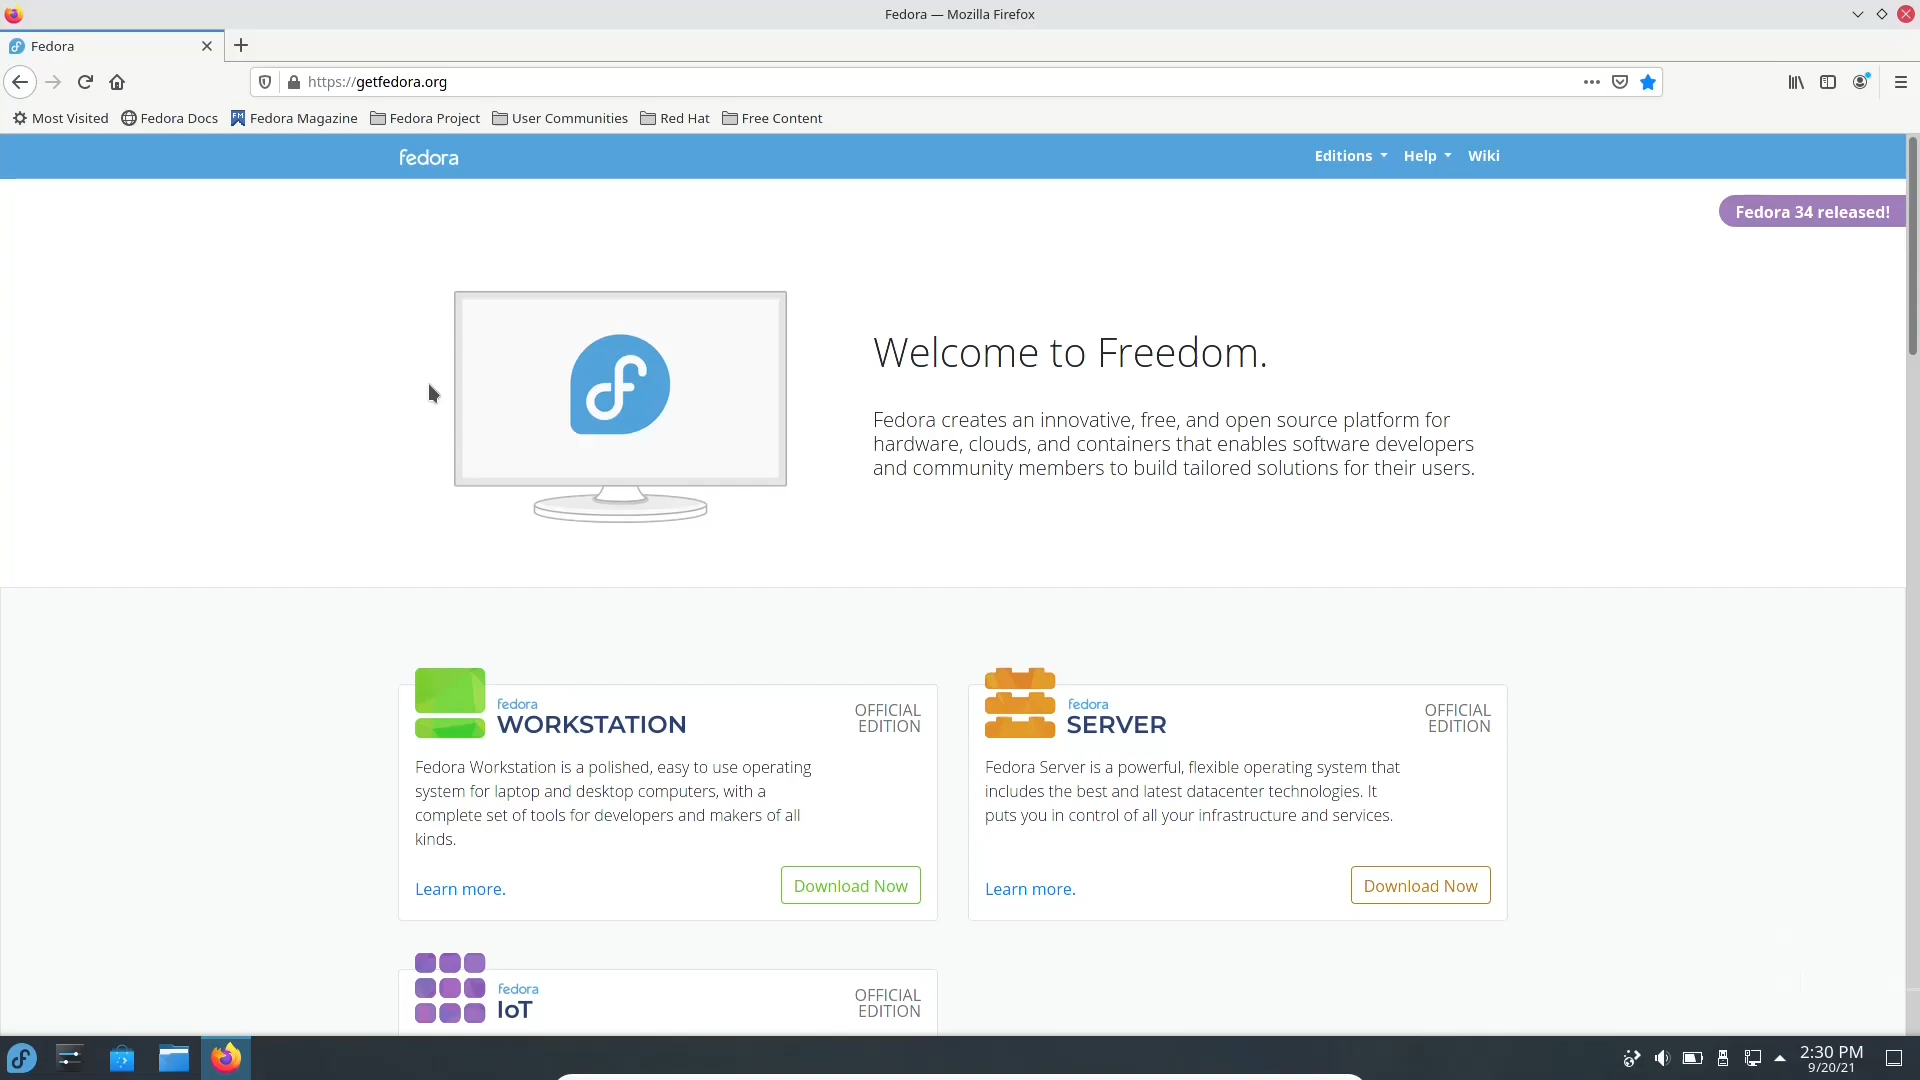 Fedora — Mozilla Firefox
Fedora
https://getfedora.org
Most Visited
Fedora Docs
Fedora Magazine
Fedora Project
User Communities
Red Hat
Free Content
fedora
Editions
Help
Wiki
Fedora 34 released!
Welcome to Freedom.
Fedora creates an innovative, free, and open source platform for
hardware, clouds, and containers that enables software developers
and community members to build tailored solutions for their users.
fedora
WORKSTATION
OFFICIAL
EDITION
Fedora Workstation is a polished, easy to use operating
system for laptop and desktop computers, with a
complete set of tools for developers and makers of all
kinds.
Learn more.
Download Now
fedora
SERVER
OFFICIAL
EDITION
Fedora Server is a powerful, flexible operating system that
includes the best and latest datacenter technologies. It
puts you in control of all your infrastructure and services.
Learn more.
Download Now
fedora
IoT
OFFICIAL
EDITION
2:30 PM
9/20/21